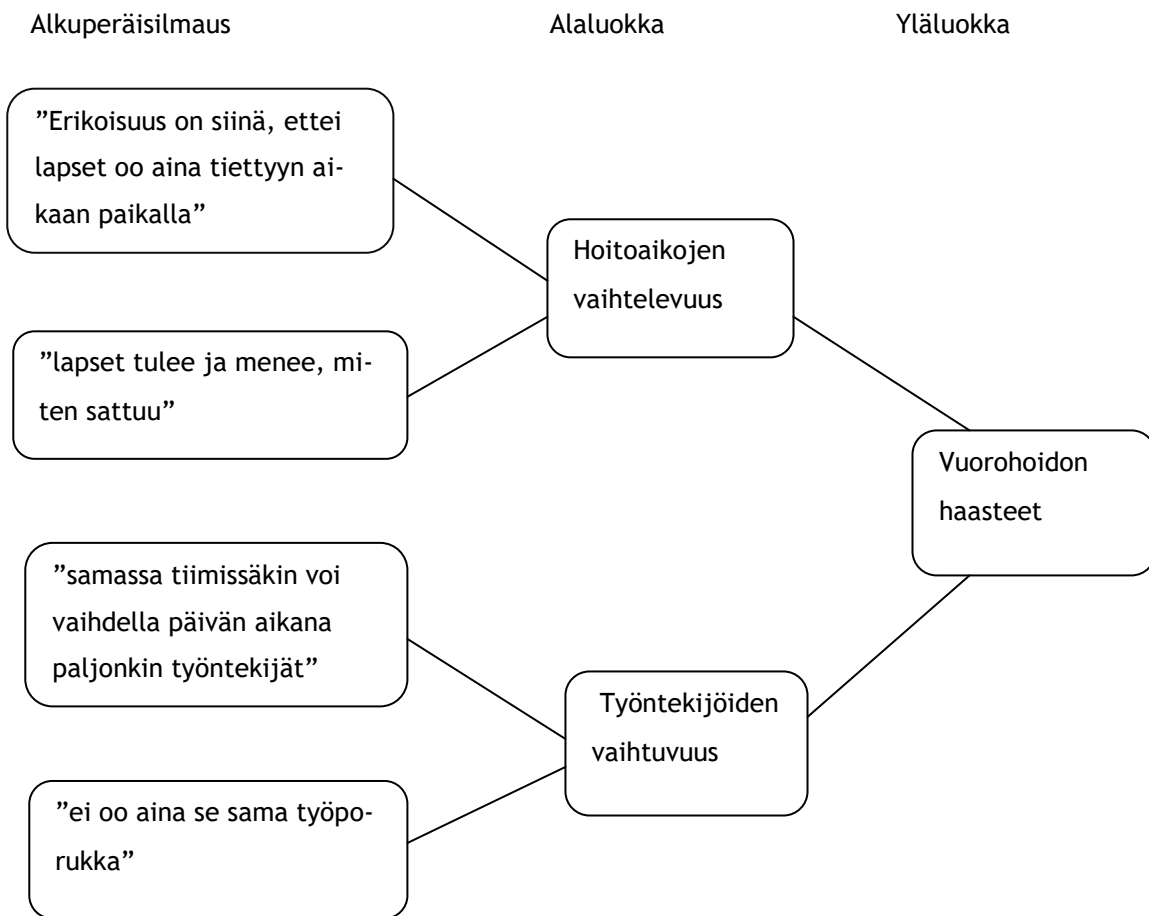 Alkuperäisilmaus Alaluokka Yläluokka
”Erikoisuus on siinä, ettei
lapset oo aina tiettyyn ai-
kaan paikalla”
Hoitoaikojen
vaihtelevuus
”lapset tulee ja menee, mi-
ten sattuu”
Vuorohoidon
haasteet
”samassa tiimissäkin voi
vaihdella päivän aikana
paljonkin työntekijät”
Työntekijöiden
vaihtuvuus
”ei oo aina se sama työpo-
rukka”